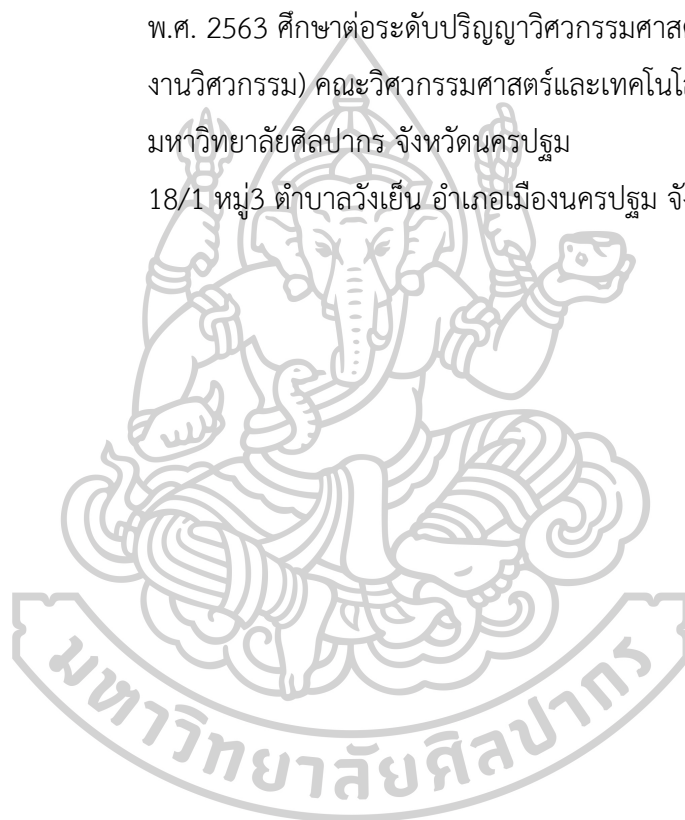 พ.ศ. 2563 ศึกษาต่อระดับปริญญาวิศวกรรมศาสต
งานวิศวกรรม) คณะวิศวกรรมศาสตร์และเทคโนโล
มหาวิทยาลัยศิลปากร จังหวัดนครปฐม
18/1 หมู่3 ตำบาลวังเย็น อำเภอเมืองนครปฐม จั
มหาวิทยาลัยศิลปากร